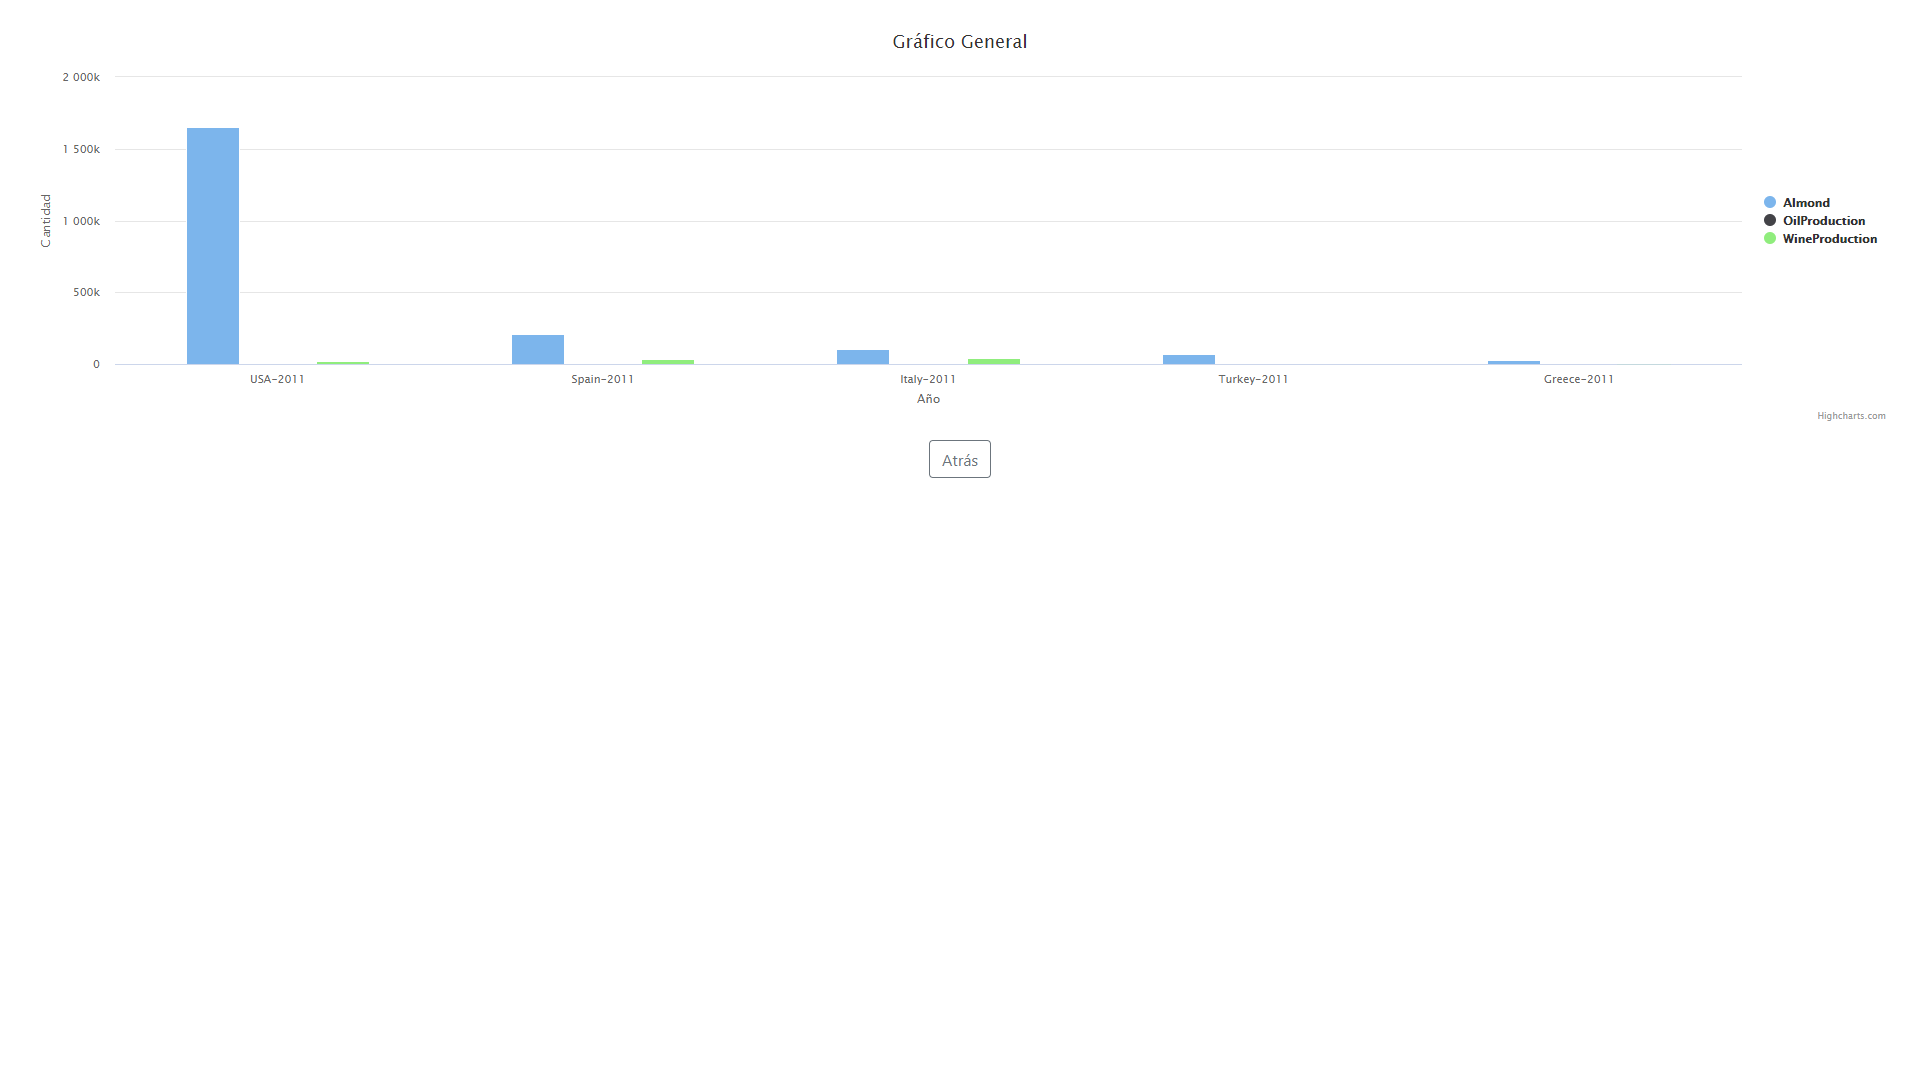 Gráfico General
2 000k
1 500k
1 000k
500k
0
Cantidad
USA-2011
Spain-2011
Italy-2011
Turkey-2011
Greece-2011
Año
Almond
OilProduction
WineProduction
Highcharts.com
Atrás